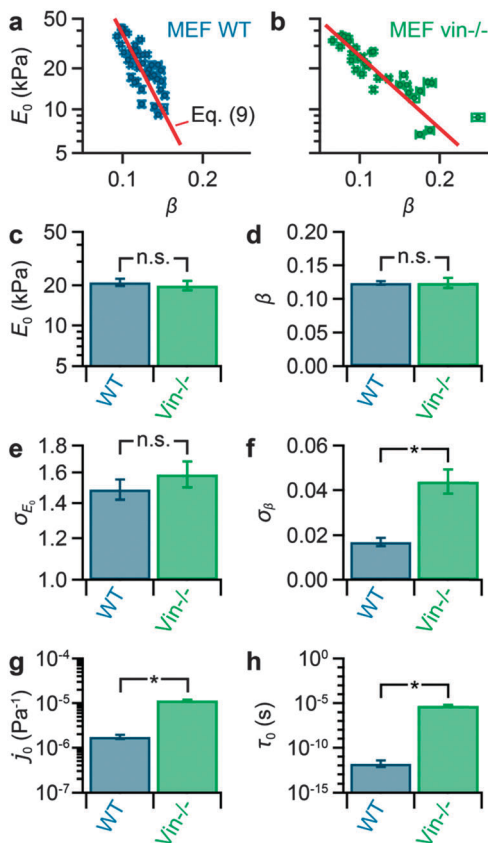 a
b
MEF WT
MEF vin-/-
E₀ (kPa)
50
20
10
5
Eq. (9)
0.1
0.2
β
50
20
10
5
0.1
0.2
β
c
d
E₀ (kPa)
50
20
10
5
n.s.
WT
Vin-/-
β
0.20
0.15
0.10
0.05
0.00
n.s.
WT
Vin-/-
e
f
σE₀
1.8
1.6
1.4
1.2
1.0
n.s.
WT
Vin-/-
σβ
0.06
0.04
0.02
0.00
*
WT
Vin-/-
g
h
j₀ (Pa⁻¹)
10⁻⁴
10⁻⁵
10⁻⁶
10⁻⁷
*
WT
Vin-/-
τ₀ (s)
10⁰
10⁻⁵
10⁻¹⁰
10⁻¹⁵
*
WT
Vin-/-